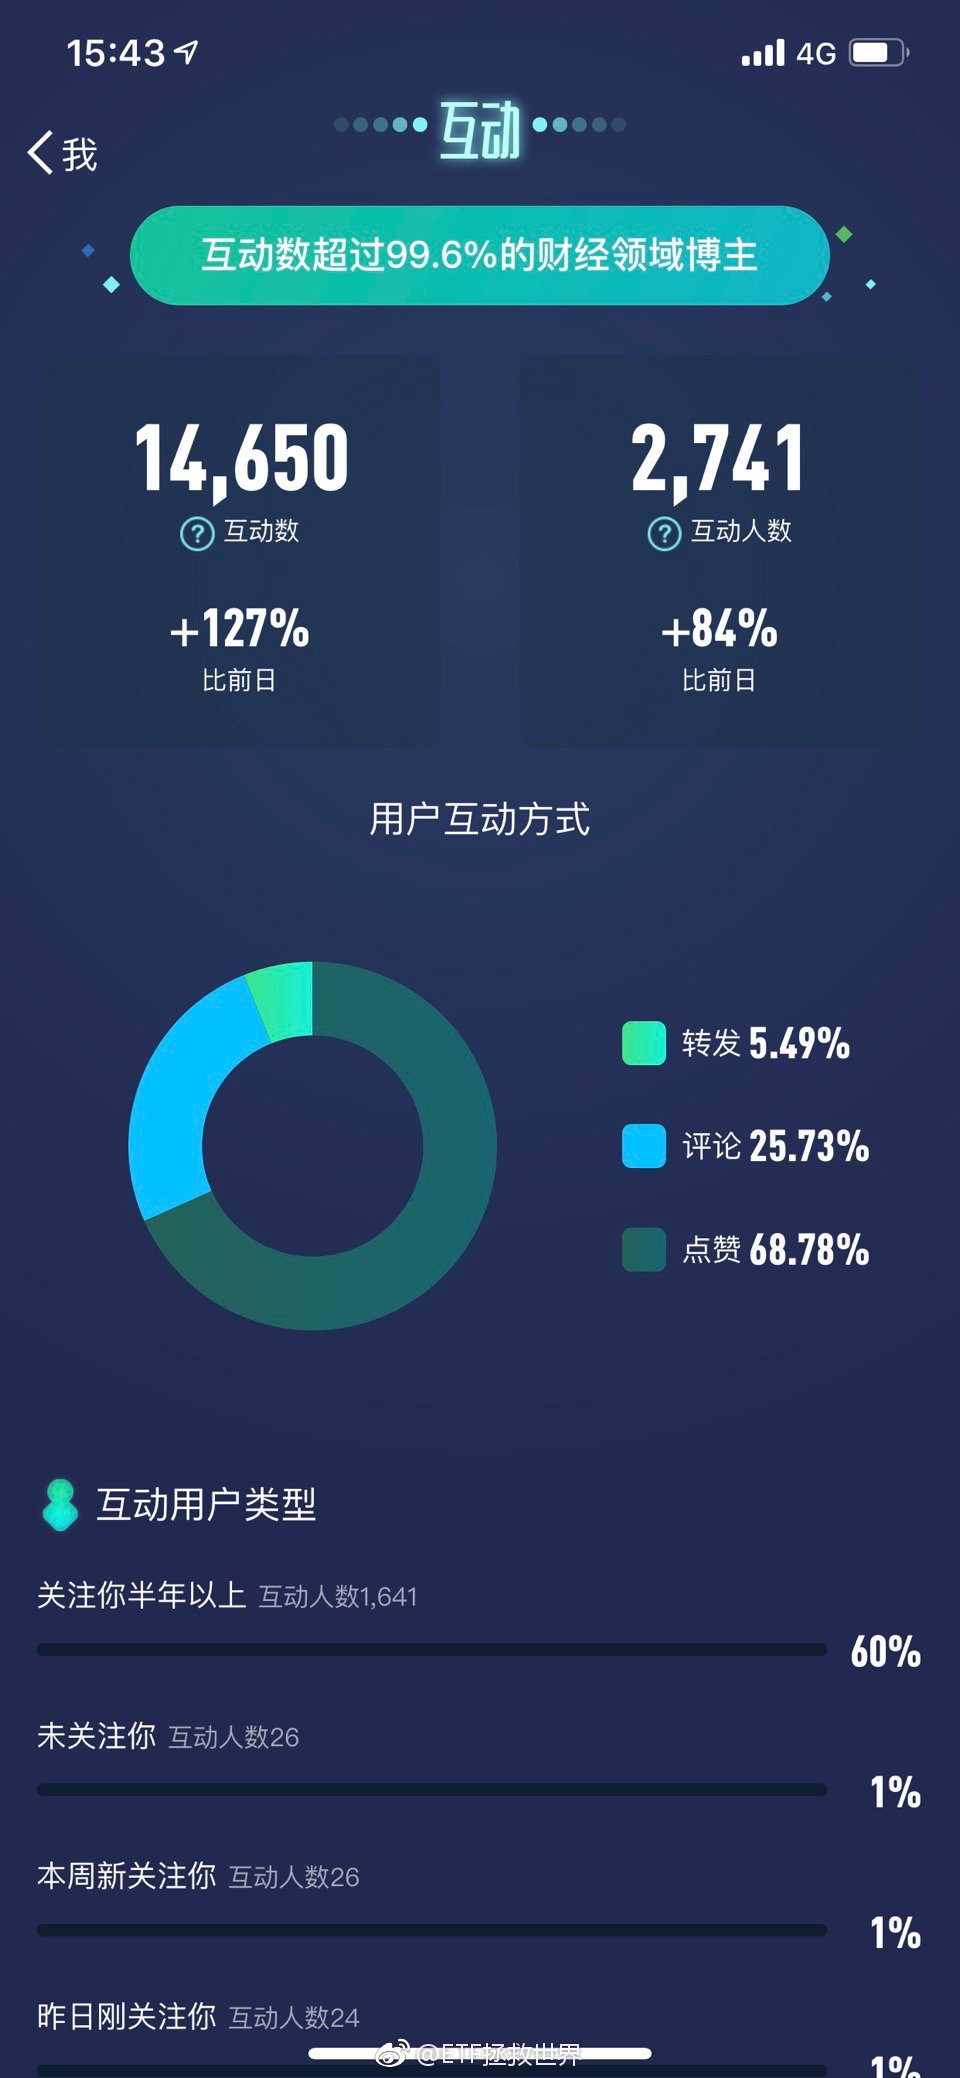 15:43 4G
互动
我
互动数超过99.6%的财经领域博主
14,650 2,741
? 互动数 ? 互动人数
+127% +84%
比前日 比前日
用户互动方式
转发 5.49%
评论 25.73%
点赞 68.78%
互动用户类型
关注你半年以上 互动人数1,641
60%
未关注你 互动人数26
1%
本周新关注你 互动人数26
1%
昨日刚关注你 互动人数24
@ETF拯救世界
1%